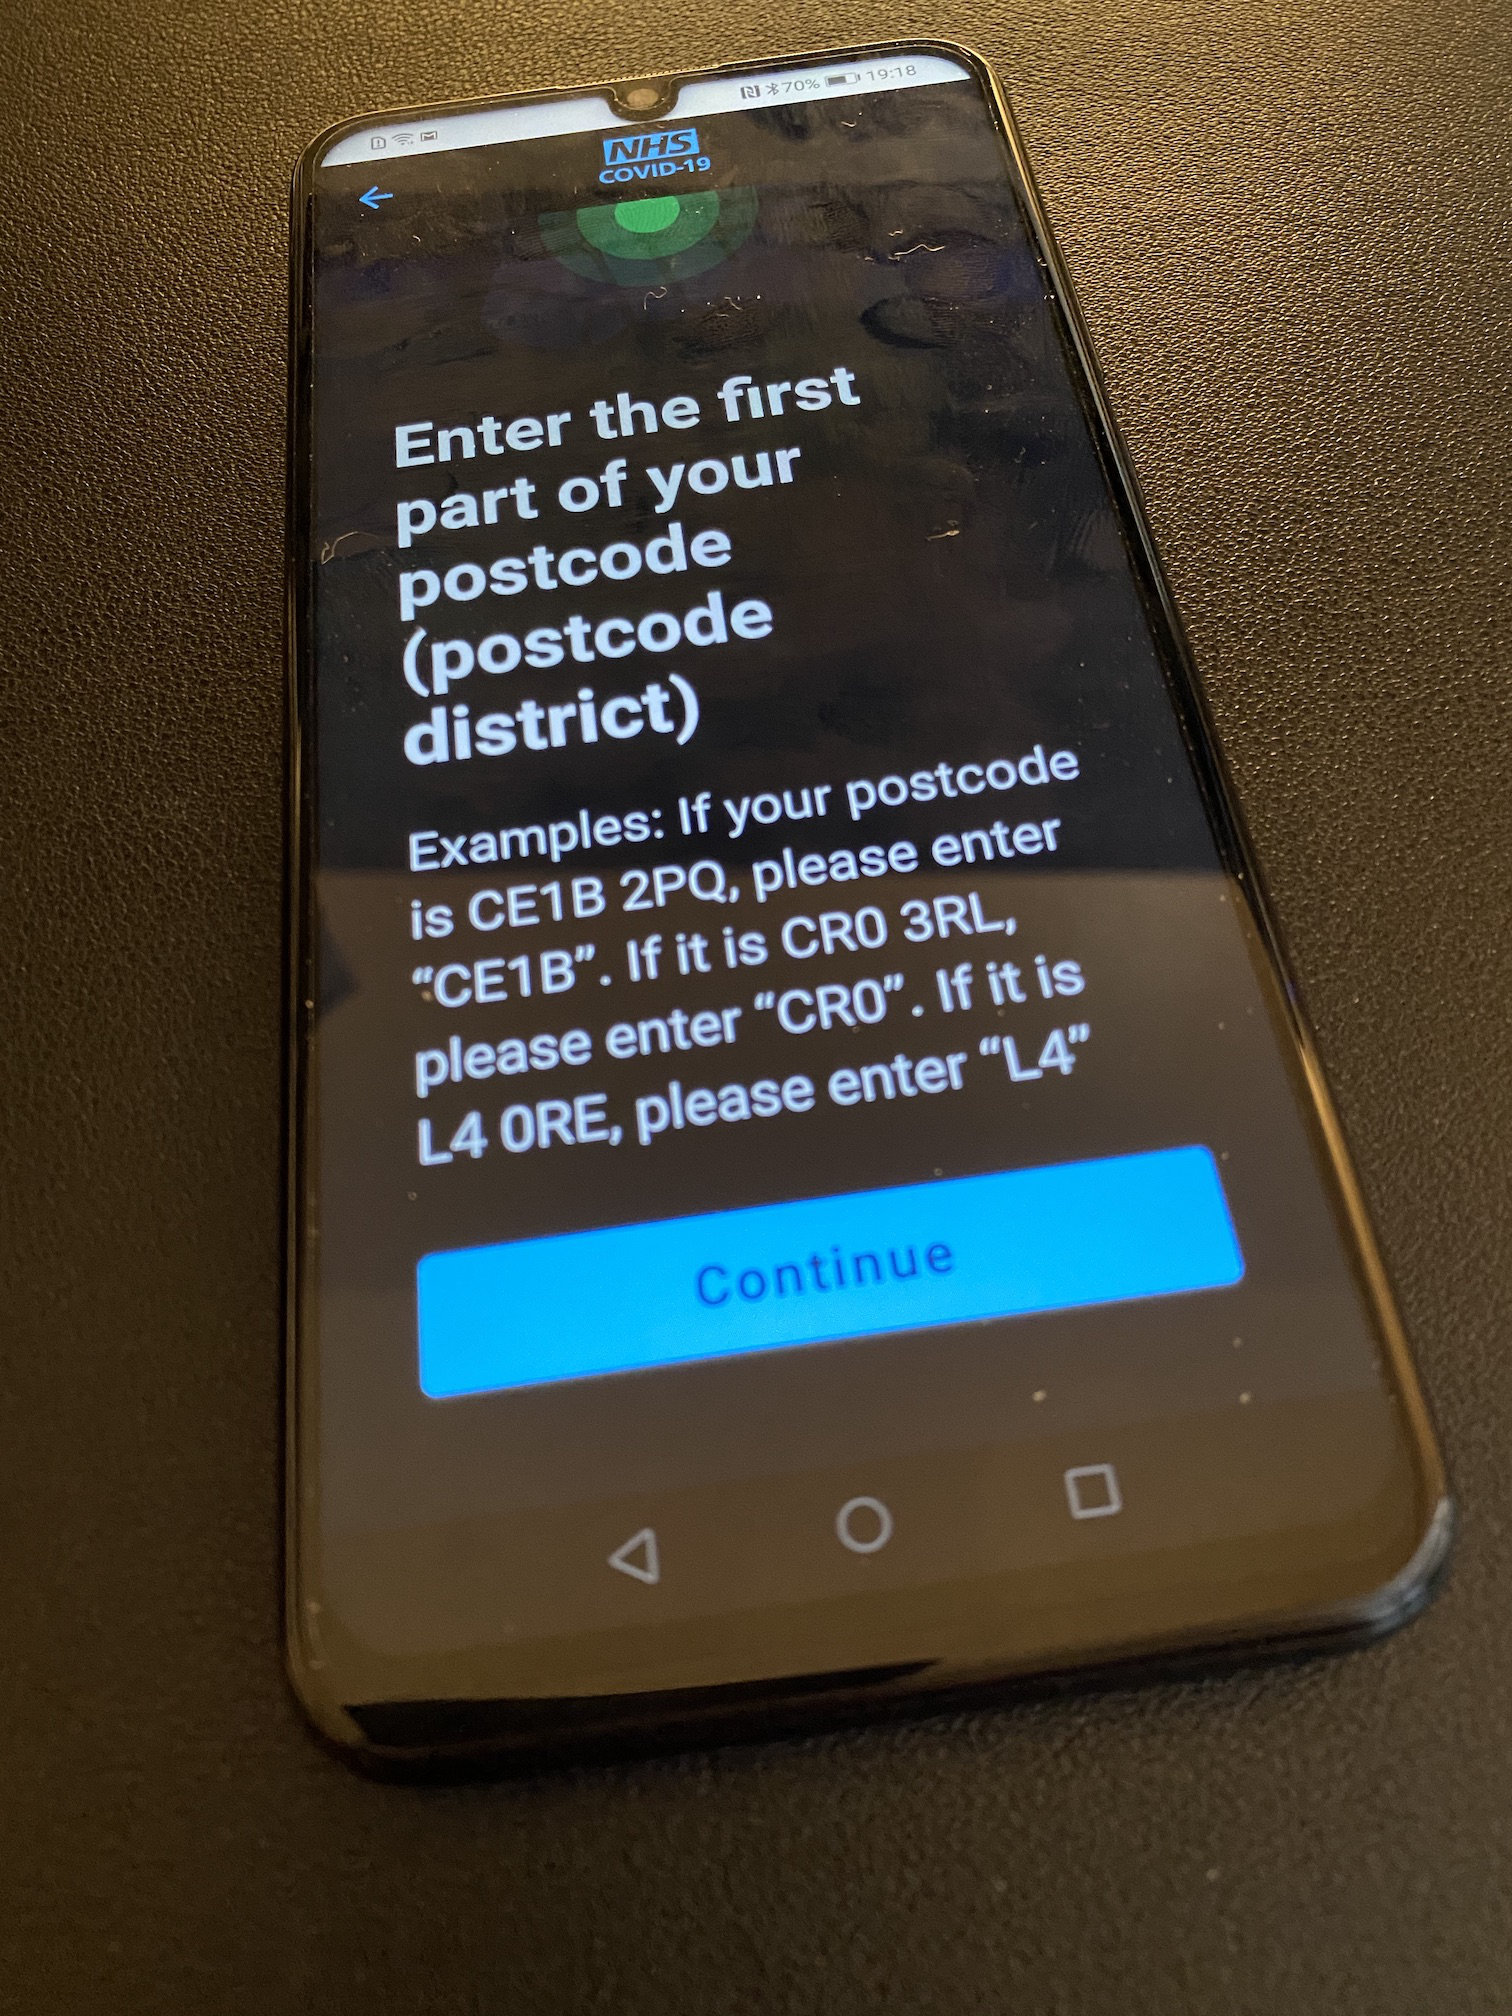 70% 19:18
NHS
COVID-19
Enter the first
part of your
postcode
(postcode
district)
Examples: If your postcode
is CE1B 2PQ, please enter
“CE1B”. If it is CR0 3RL,
please enter “CR0”. If it is
L4 0RE, please enter “L4”
Continue